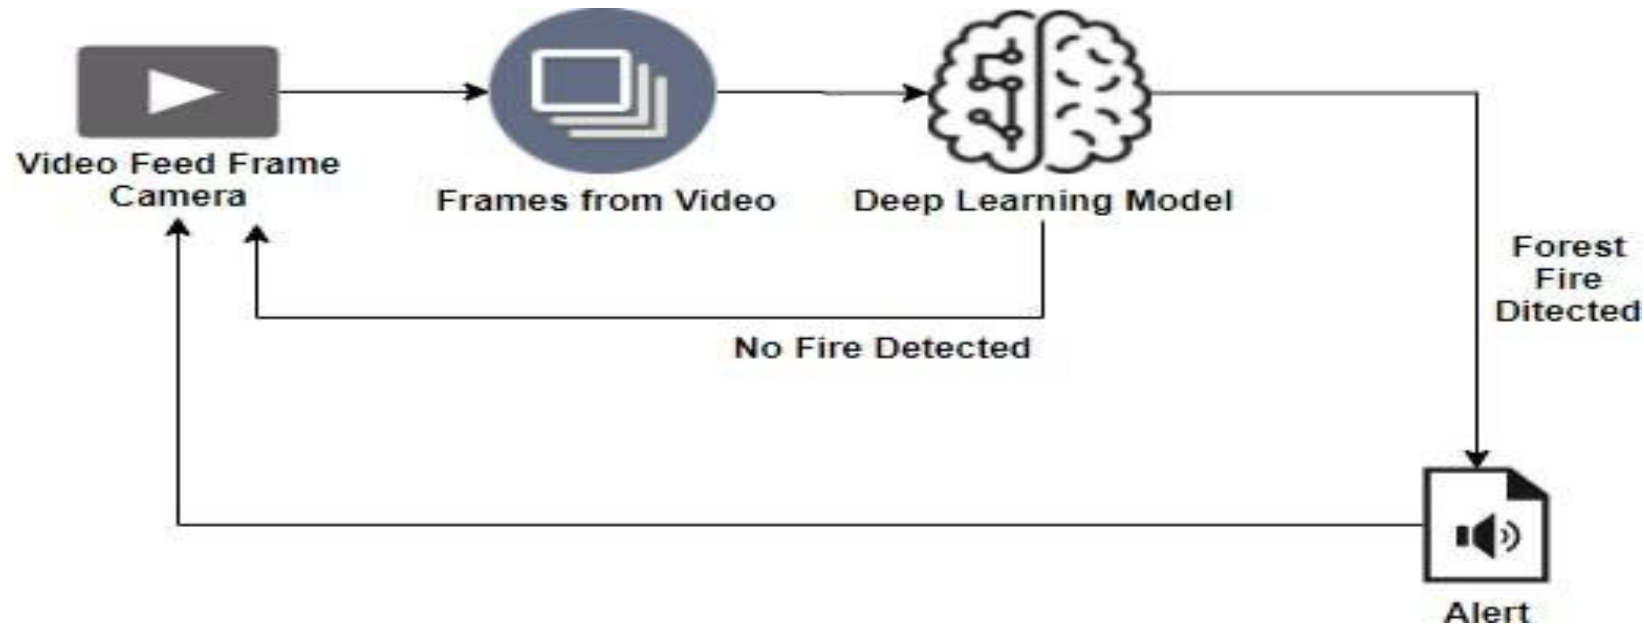 Video Feed Frame
Camera
Frames from Video
Deep Learning Model
Forest
Fire
Ditected
No Fire Detected
Alert